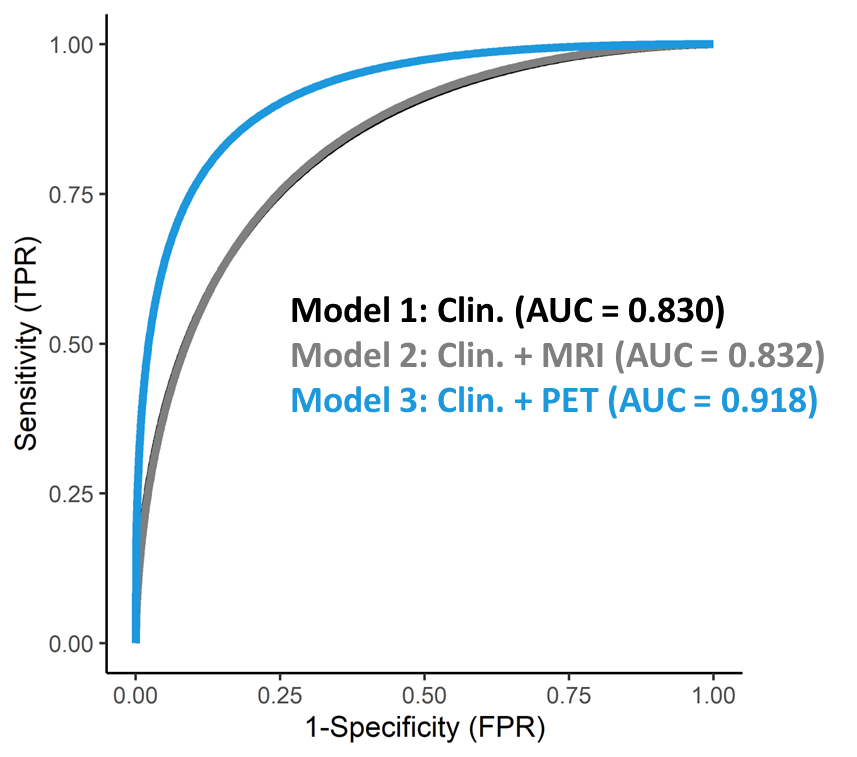 1.00
0.75
0.50
0.25
0.00
Sensitivity (TPR)
Model 1: Clin. (AUC = 0.830)
Model 2: Clin. + MRI (AUC = 0.832)
Model 3: Clin. + PET (AUC = 0.918)
0.00 0.25 0.50 0.75 1.00
1-Specificity (FPR)